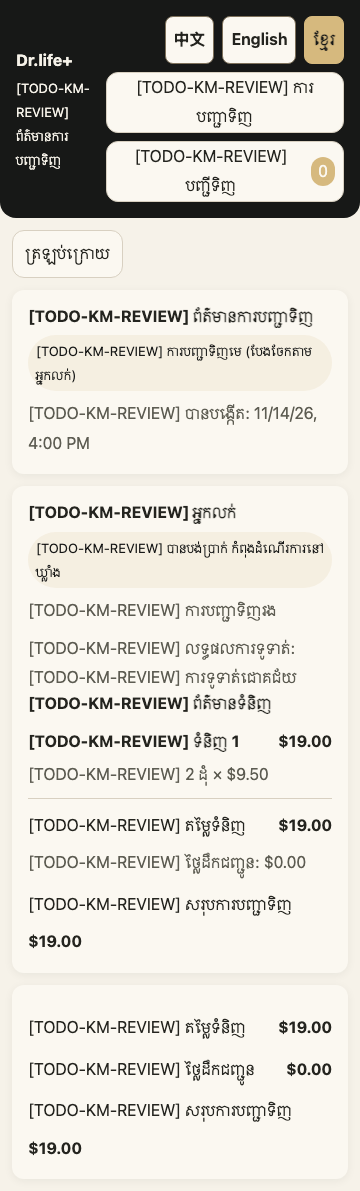 中文
English
ខ្មែរ
Dr.life+
[TODO-KM-
REVIEW]
ព័ត៌មានការ
បញ្ជាទិញ
[TODO-KM-REVIEW] ការ
បញ្ជាទិញ
[TODO-KM-REVIEW]
បញ្ជីទិញ
0
ត្រឡប់ក្រោយ
[TODO-KM-REVIEW] ព័ត៌មានការបញ្ជាទិញ
[TODO-KM-REVIEW] ការបញ្ជាទិញមេ (បែងចែកតាម
អ្នកលក់)
[TODO-KM-REVIEW] បានបង្កើត: 11/14/26,
4:00 PM
[TODO-KM-REVIEW] អ្នកលក់
[TODO-KM-REVIEW] បានបង់ប្រាក់ កំពុងដំណើរការនៅ
ឃ្លាំង
[TODO-KM-REVIEW] ការបញ្ជាទិញរង
[TODO-KM-REVIEW] លទ្ធផលការទូទាត់:
[TODO-KM-REVIEW] ការទូទាត់ជោគជ័យ
[TODO-KM-REVIEW] ព័ត៌មានទំនិញ
[TODO-KM-REVIEW] ទំនិញ 1 $19.00
[TODO-KM-REVIEW] 2 ដុំ × $9.50
[TODO-KM-REVIEW] តម្លៃទំនិញ $19.00
[TODO-KM-REVIEW] ថ្លៃដឹកជញ្ជូន: $0.00
[TODO-KM-REVIEW] សរុបការបញ្ជាទិញ
$19.00
[TODO-KM-REVIEW] តម្លៃទំនិញ $19.00
[TODO-KM-REVIEW] ថ្លៃដឹកជញ្ជូន $0.00
[TODO-KM-REVIEW] សរុបការបញ្ជាទិញ
$19.00